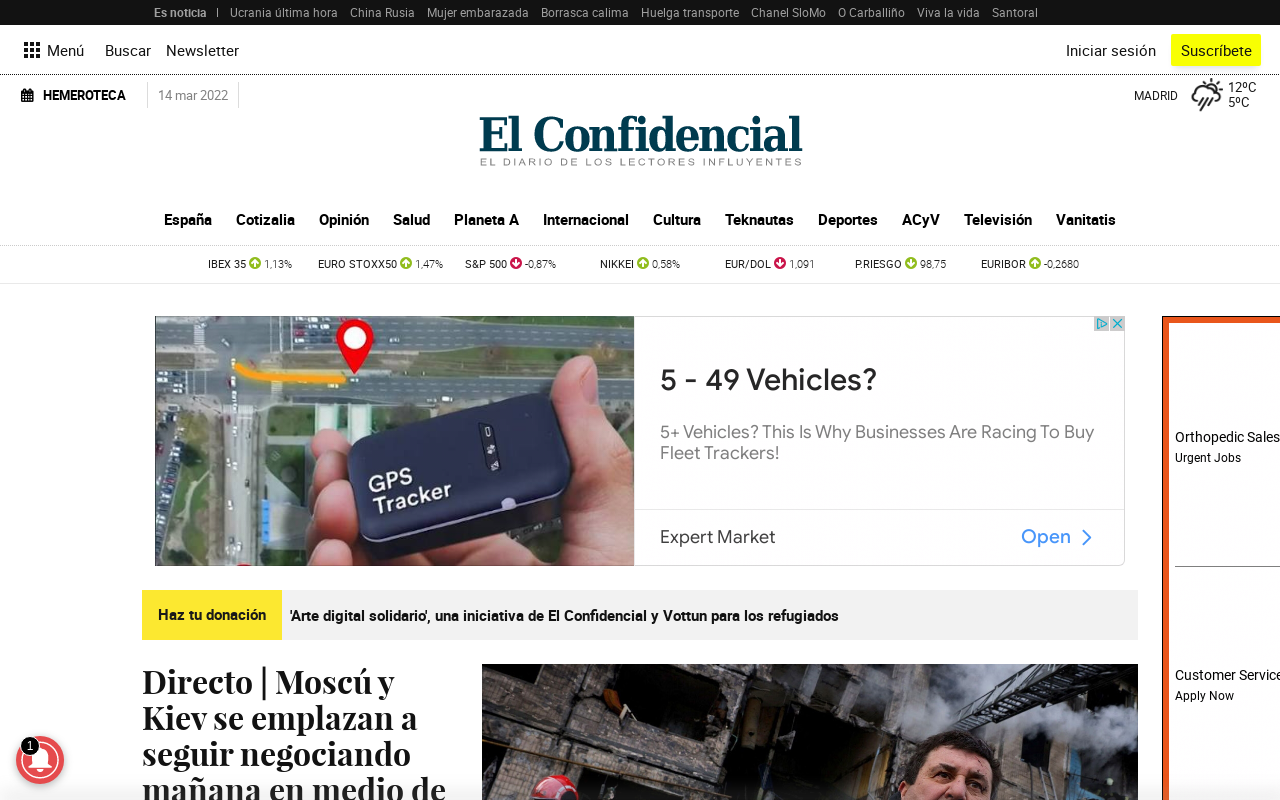 Es noticia | Ucrania última hora China Rusia Mujer embarazada Borrasca calima Huelga transporte Chanel SloMo O Carballiño Viva la vida Santoral
Menú Buscar Newsletter Iniciar sesión Suscríbete
HEMEROTECA 14 mar 2022 MADRID 12ºC
5ºC
El Confidencial
EL DIARIO DE LOS LECTORES INFLUYENTES
España Cotizalia Opinión Salud Planeta A Internacional Cultura Teknautas Deportes ACyV Televisión Vanitatis
IBEX 35 1,13% EURO STOXX50 1,47% S&P 500 -0,87% NIKKEI 0,58% EUR/DOL 1,091 P.RIESGO 98,75 EURIBOR -0,2680
GPS
Tracker
5 - 49 Vehicles?
5+ Vehicles? This Is Why Businesses Are Racing To Buy
Fleet Trackers!
Expert Market Open
Orthopedic Sales
Urgent Jobs
Haz tu donación 'Arte digital solidario', una iniciativa de El Confidencial y Vottun para los refugiados
Directo | Moscú y
Kiev se emplazan a
seguir negociando
mañana en medio de
Customer Service
Apply Now
1